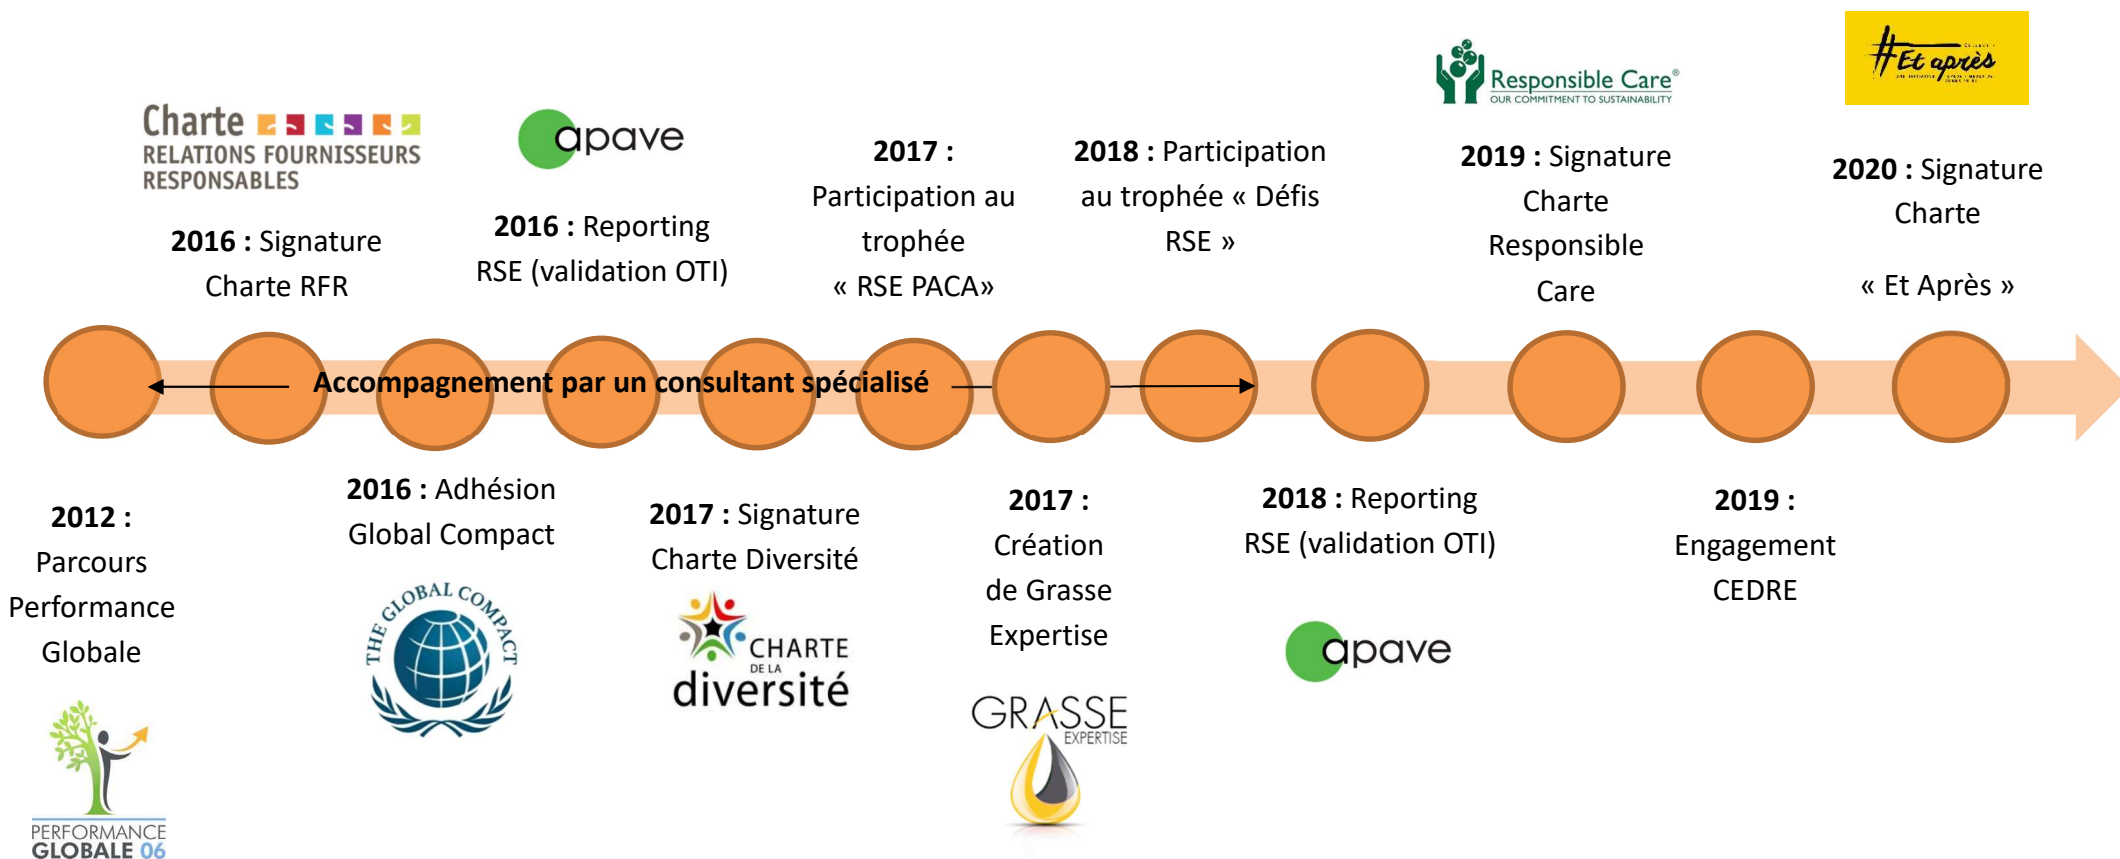 Charte
RELATIONS FOURNISSEURS
RESPONSABLES
2016 : Signature
Charte RFR
apave
2016 : Reporting
RSE (validation OTI)
2017 :
Participation au
trophée
« RSE PACA»
2018 : Participation
au trophée « Défis
RSE »
Responsible Care®
OUR COMMITMENT TO SUSTAINABILITY
2019 : Signature
Charte
Responsible
Care
#Et après
2020 : Signature
Charte
« Et Après »
Accompagnement par un consultant spécialisé
2012 :
Parcours
Performance
Globale
PERFORMANCE
GLOBALE 06
2016 : Adhésion
Global Compact
THE GLOBAL COMPACT
2017 : Signature
Charte Diversité
CHARTE
DE LA
diversité
2017 :
Création
de Grasse
Expertise
GRASSE
EXPERTISE
2018 : Reporting
RSE (validation OTI)
apave
2019 :
Engagement
CEDRE